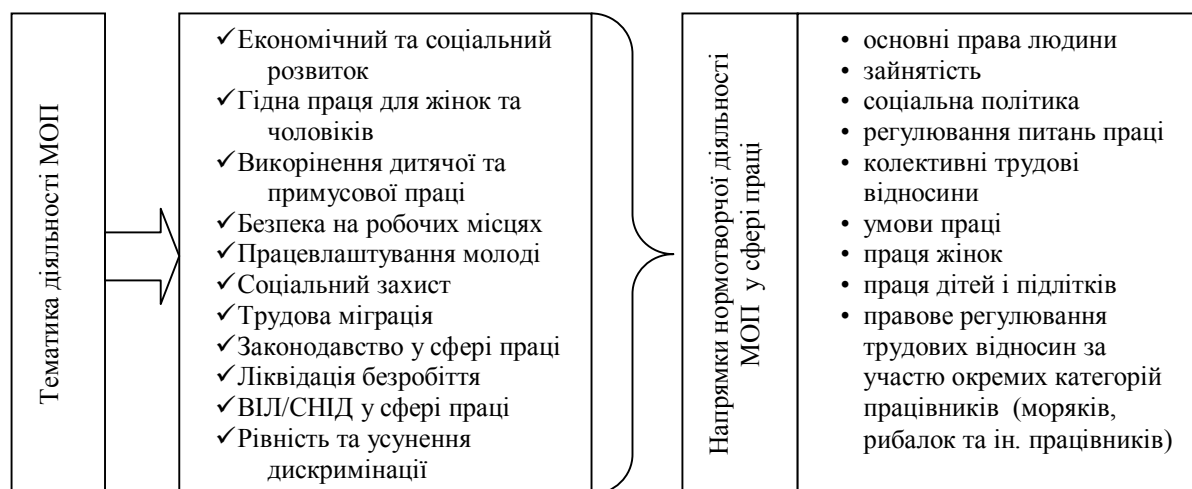 Тематика діяльності МОП
✓Економічний та соціальний
розвиток
✓Гідна праця для жінок та
чоловіків
✓Викорінення дитячої та
примусової праці
✓Безпека на робочих місцях
✓Працевлаштування молоді
✓Соціальний захист
✓Трудова міграція
✓Законодавство у сфері праці
✓Ліквідація безробіття
✓ВІЛ/СНІД у сфері праці
✓Рівність та усунення
дискримінації
Напрямки нормотворчої діяльності
МОП у сфері праці
• основні права людини
• зайнятість
• соціальна політика
• регулювання питань праці
• колективні трудові
відносини
• умови праці
• праця жінок
• праця дітей і підлітків
• правове регулювання
трудових відносин за
участю окремих категорій
працівників (моряків,
рибалок та ін. працівників)